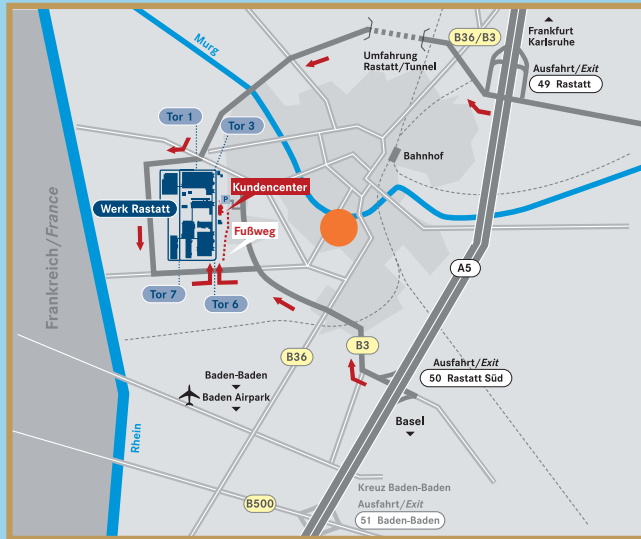 B36/B3
Frankfurt
Karlsruhe
Murg
Umfahrung
Rastatt/Tunnel
Ausfahrt/Exit
49 Rastatt
Tor 1
Tor 3
Bahnhof
Kundencenter
P
Werk Rastatt
Fußweg
Frankreich/France
A5
Tor 7
Tor 6
B36
B3
Ausfahrt/Exit
50 Rastatt Süd
Baden-Baden
Baden Airpark
Basel
Rhein
Kreuz Baden-Baden
Ausfahrt/Exit
51 Baden-Baden
B500